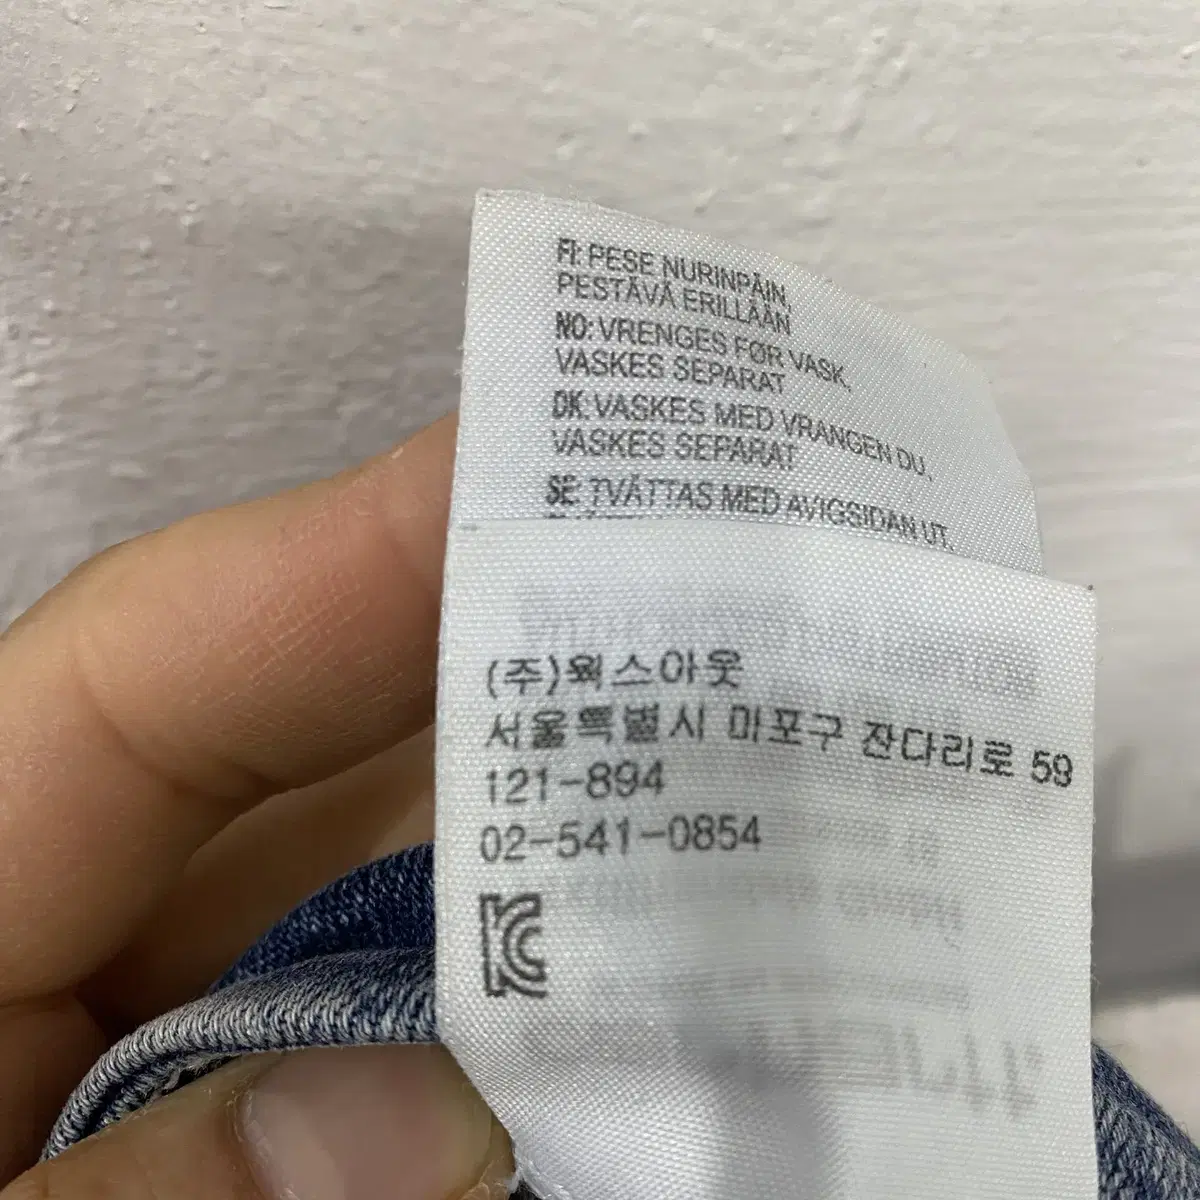 FI: PESE NURINPÄIN,
PESTÄVÄ ERILLÄÄN
NO: VRENGES FØR VASK.
VASKES SEPARAT
DK: VASKES MED VRANGEN DU,
VASKES SEPARAT
SE: TVÄTTAS MED AVIGSIDAN UT.
(주)웍스아웃
서울특별시 마포구 잔다리로 59
121-894
02-541-0854